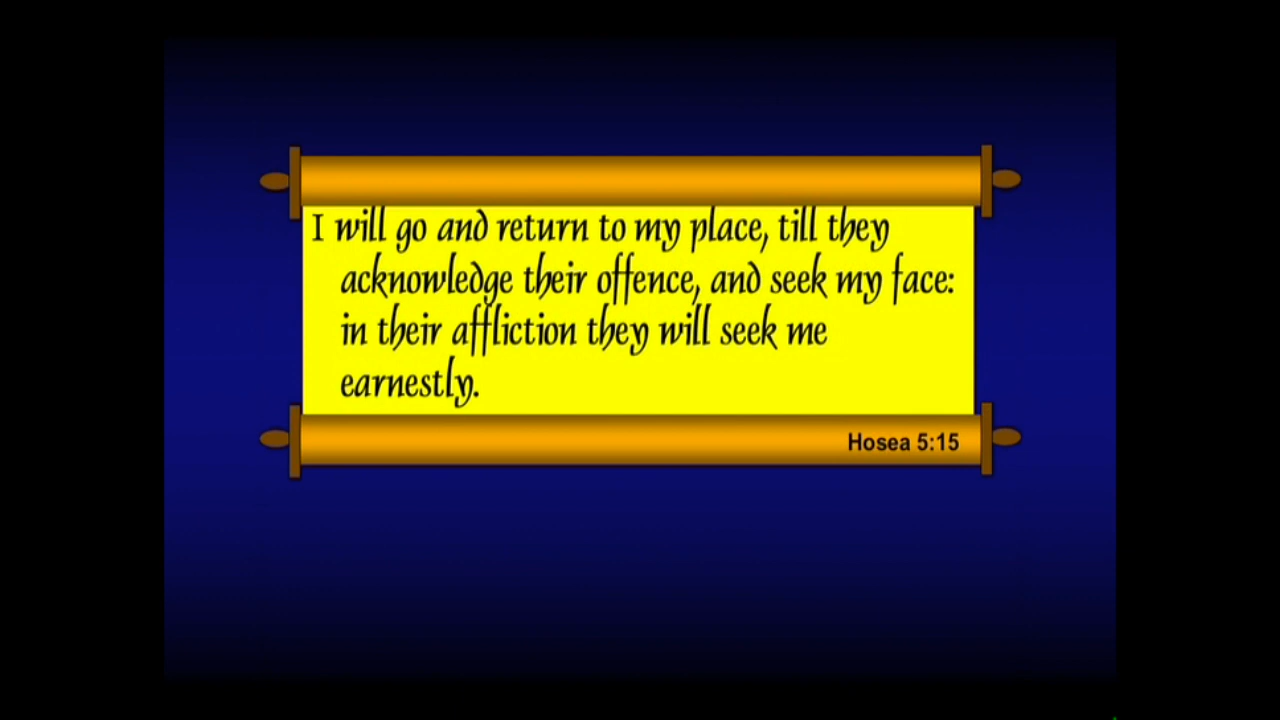 I will go and return to my place, till they
acknowledge their offence, and seek my face:
in their affliction they will seek me
earnestly.
Hosea 5:15